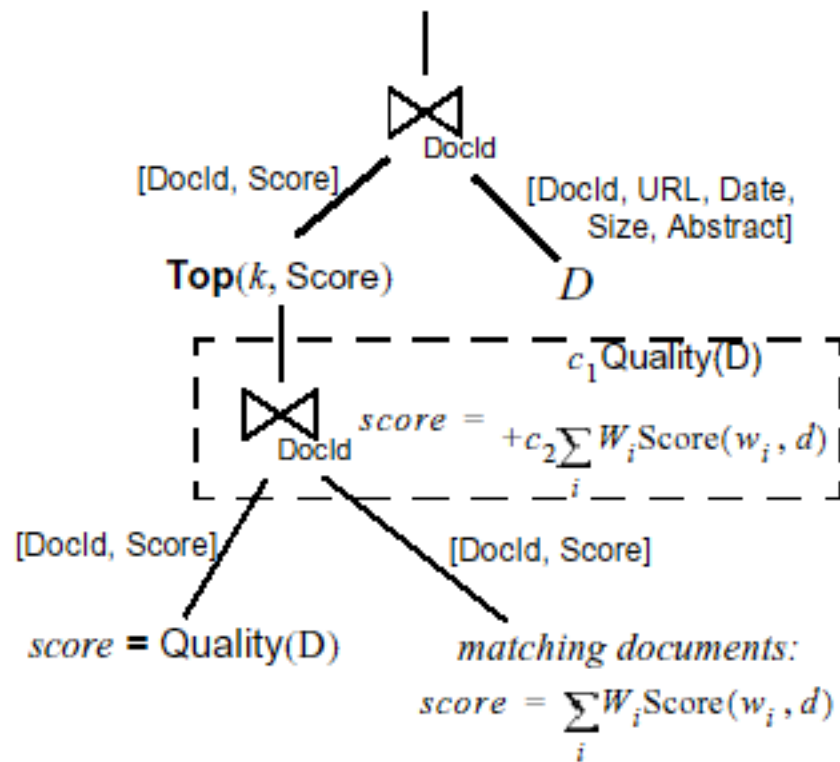 DocId
[DocId, Score]
[DocId, URL, Date,
Size, Abstract]
Top(k, Score)
D
c₁Quality(D)
score = +c₂∑ᵢ WᵢScore(wᵢ, d)
DocId
[DocId, Score]
[DocId, Score]
score = Quality(D)
matching documents:
score = ∑ᵢ WᵢScore(wᵢ, d)